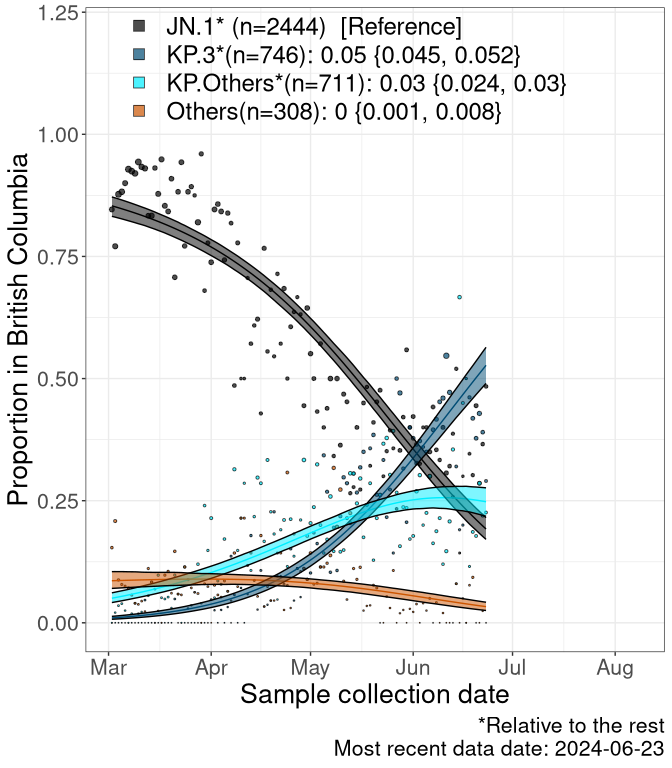 JN.1* (n=2444) [Reference]
KP.3*(n=746): 0.05 {0.045, 0.052}
KP.Others*(n=711): 0.03 {0.024, 0.03}
Others(n=308): 0 {0.001, 0.008}
Proportion in British Columbia
1.25
1.00
0.75
0.50
0.25
0.00
Mar Apr May Jun Jul Aug
Sample collection date
*Relative to the rest
Most recent data date: 2024-06-23